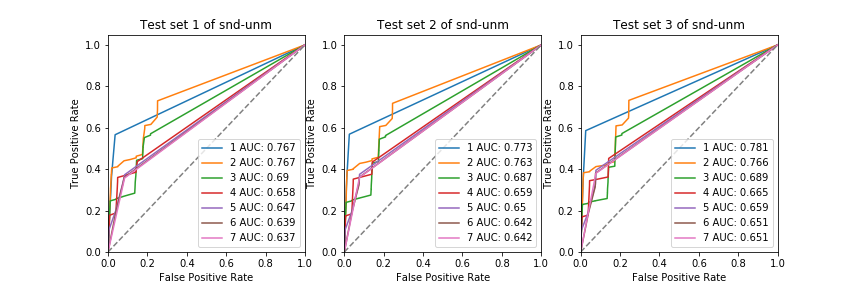 Test set 1 of snd-unm
True Positive Rate
1.0
0.8
0.6
0.4
0.2
0.0
1 AUC: 0.767
2 AUC: 0.767
3 AUC: 0.69
4 AUC: 0.658
5 AUC: 0.647
6 AUC: 0.639
7 AUC: 0.637
0.0 0.2 0.4 0.6 0.8 1.0
False Positive Rate
Test set 2 of snd-unm
True Positive Rate
1.0
0.8
0.6
0.4
0.2
0.0
1 AUC: 0.773
2 AUC: 0.763
3 AUC: 0.687
4 AUC: 0.659
5 AUC: 0.65
6 AUC: 0.642
7 AUC: 0.642
0.0 0.2 0.4 0.6 0.8 1.0
False Positive Rate
Test set 3 of snd-unm
True Positive Rate
1.0
0.8
0.6
0.4
0.2
0.0
1 AUC: 0.781
2 AUC: 0.766
3 AUC: 0.689
4 AUC: 0.665
5 AUC: 0.659
6 AUC: 0.651
7 AUC: 0.651
0.0 0.2 0.4 0.6 0.8 1.0
False Positive Rate